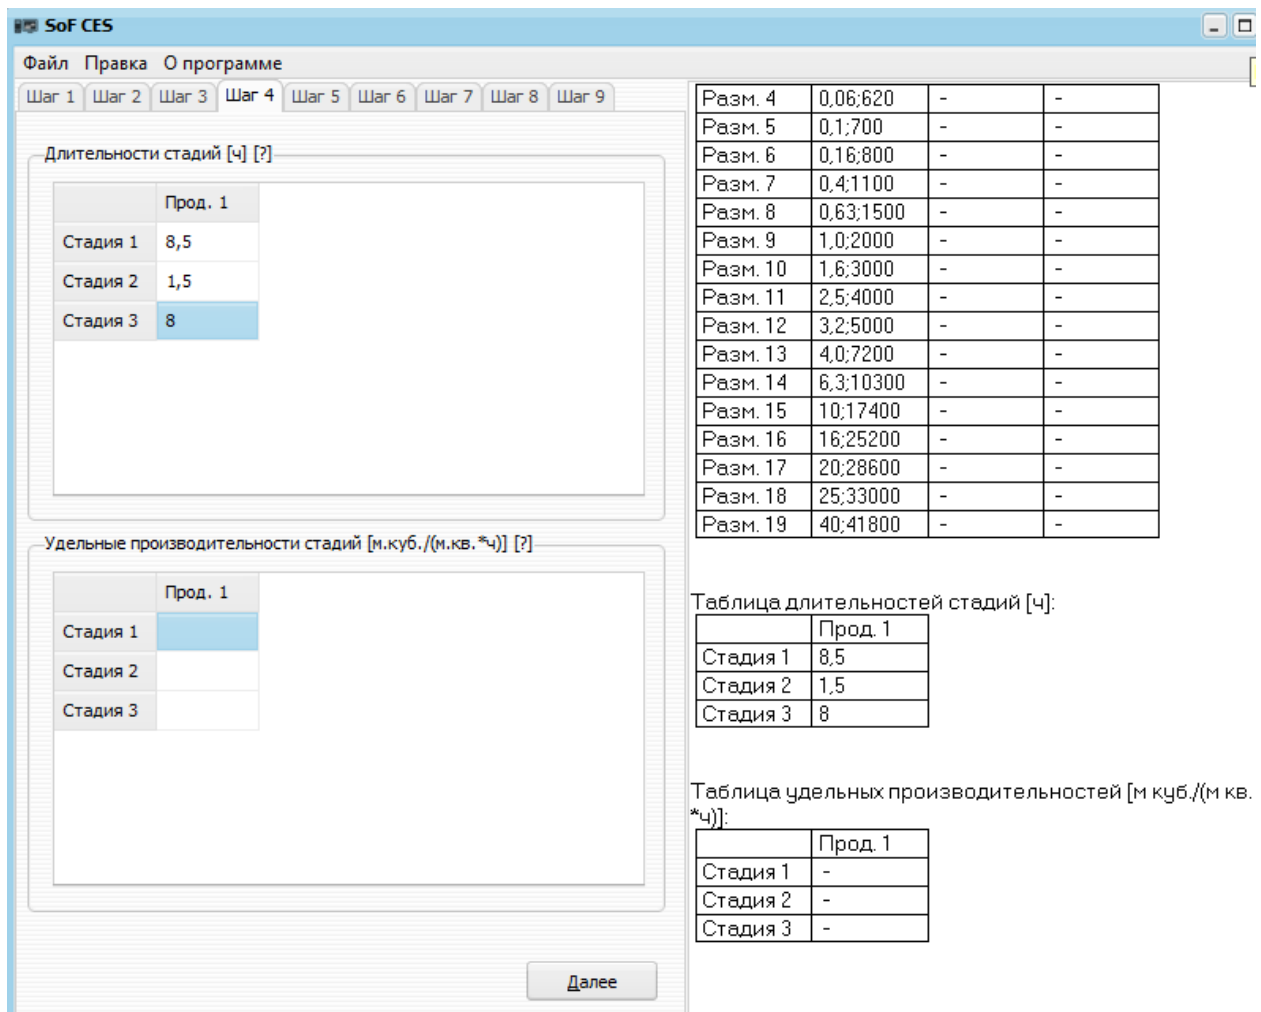 SoF CES
Файл Правка О программе
Шаг 1 Шаг 2 Шаг 3 Шаг 4 Шаг 5 Шаг 6 Шаг 7 Шаг 8 Шаг 9
Длительности стадий [ч] [?]
Прод. 1
Стадия 1 8,5
Стадия 2 1,5
Стадия 3 8
Удельные производительности стадий [м.куб./(м.кв.*ч)] [?]
Прод. 1
Стадия 1
Стадия 2
Стадия 3
Далее
Разм. 4 0,06;620 - -
Разм. 5 0,1;700 - -
Разм. 6 0,16;800 - -
Разм. 7 0,4;1100 - -
Разм. 8 0,63;1500 - -
Разм. 9 1,0;2000 - -
Разм. 10 1,6;3000 - -
Разм. 11 2,5;4000 - -
Разм. 12 3,2;5000 - -
Разм. 13 4,0;7200 - -
Разм. 14 6,3;10300 - -
Разм. 15 10;17400 - -
Разм. 16 16;25200 - -
Разм. 17 20;28600 - -
Разм. 18 25;33000 - -
Разм. 19 40;41800 - -
Таблица длительностей стадий [ч]:
Прод. 1
Стадия 1 8,5
Стадия 2 1,5
Стадия 3 8
Таблица удельных производительностей [м куб./(м кв.
*ч)]:
Прод. 1
Стадия 1 -
Стадия 2 -
Стадия 3 -